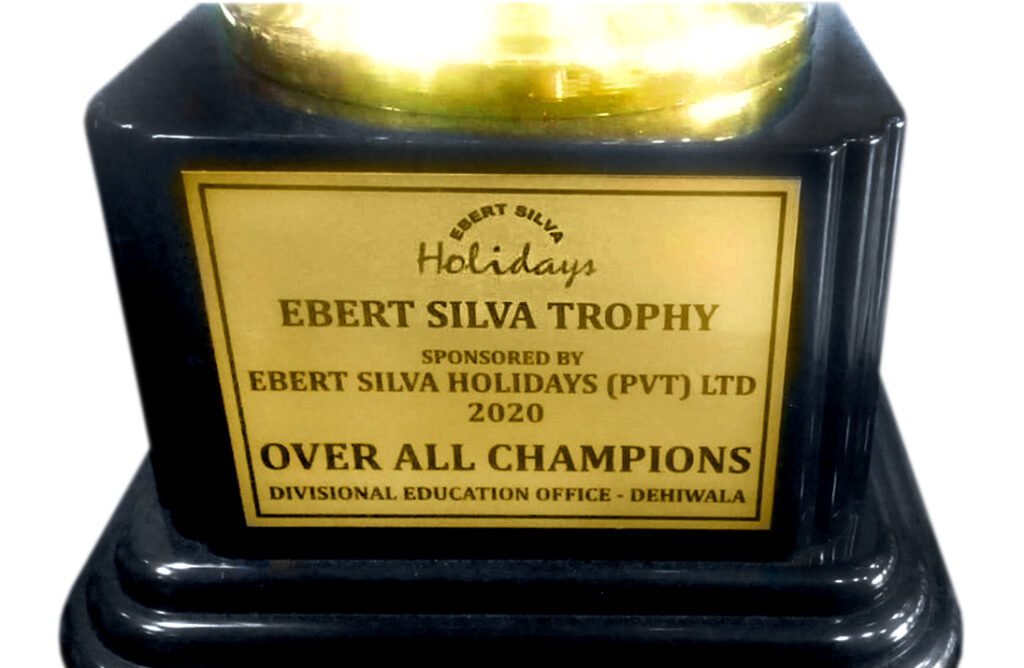 EBERT SILVA
Holidays
EBERT SILVA TROPHY
SPONSORED BY
EBERT SILVA HOLIDAYS (PVT) LTD
2020
OVER ALL CHAMPIONS
DIVISIONAL EDUCATION OFFICE - DEHIWALA